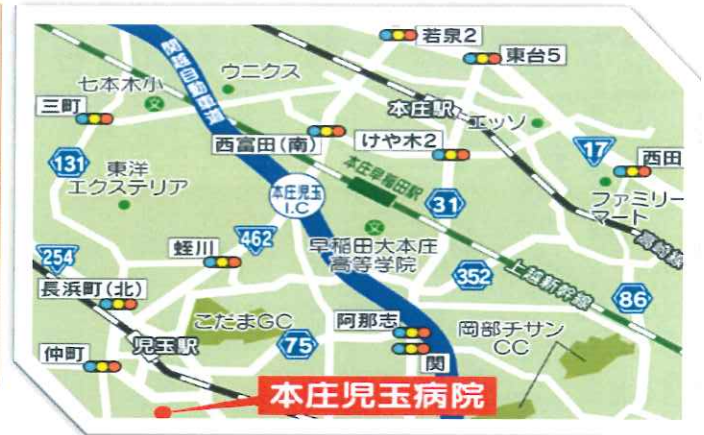 若泉2
東台5
関越自動車道
ウニクス
七本木小
文
三町
本庄駅
エッソ
西富田(南)
けや木2
17
西田
131
東洋
エクステリア
本庄早稲田駅
本庄児玉
I.C
31
ファミリー
マート
高崎線
462
蛭川
254
文
早稲田大本庄
高等学院
352
上越新幹線
86
長浜町(北)
こだまGC
阿那志
岡部チサン
CC
児玉駅
75
仲町
関
本庄児玉病院